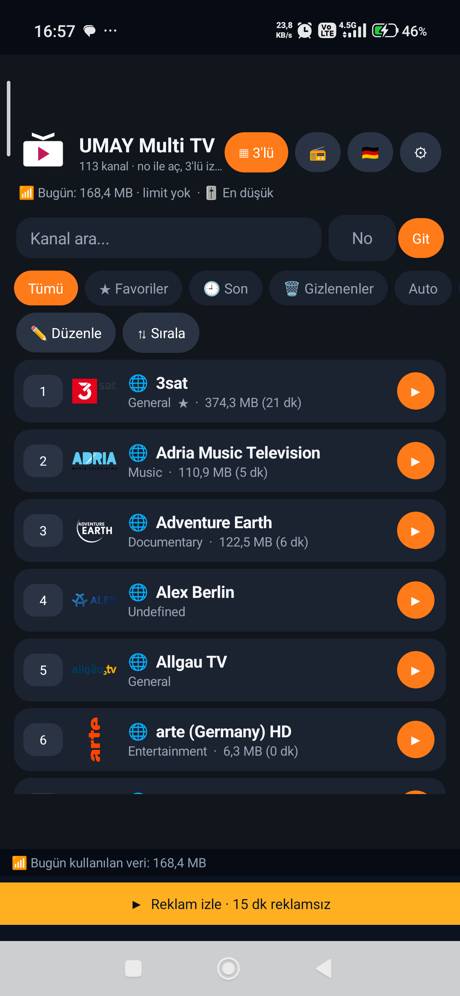 16:57 ... 23,8 KB/s Vo LTE 4.5G 46%
UMAY Multi TV
113 kanal · no ile aç, 3'lü iz...
3'lü
Bugün: 168,4 MB · limit yok · En düşük
Kanal ara... No Git
Tümü ★ Favoriler Son Gizlenenler Auto
Düzenle ↑↓ Sırala
1 3 sat 3sat
General ★ · 374,3 MB (21 dk)
2 ADRIA Adria Music Television
Music · 110,9 MB (5 dk)
3 ADVENTURE EARTH Adventure Earth
Documentary · 122,5 MB (6 dk)
4 ALEX Alex Berlin
Undefined
5 allgäu.tv Allgau TV
General
6 arte arte (Germany) HD
Entertainment · 6,3 MB (0 dk)
Bugün kullanılan veri: 168,4 MB
► Reklam izle · 15 dk reklamsız